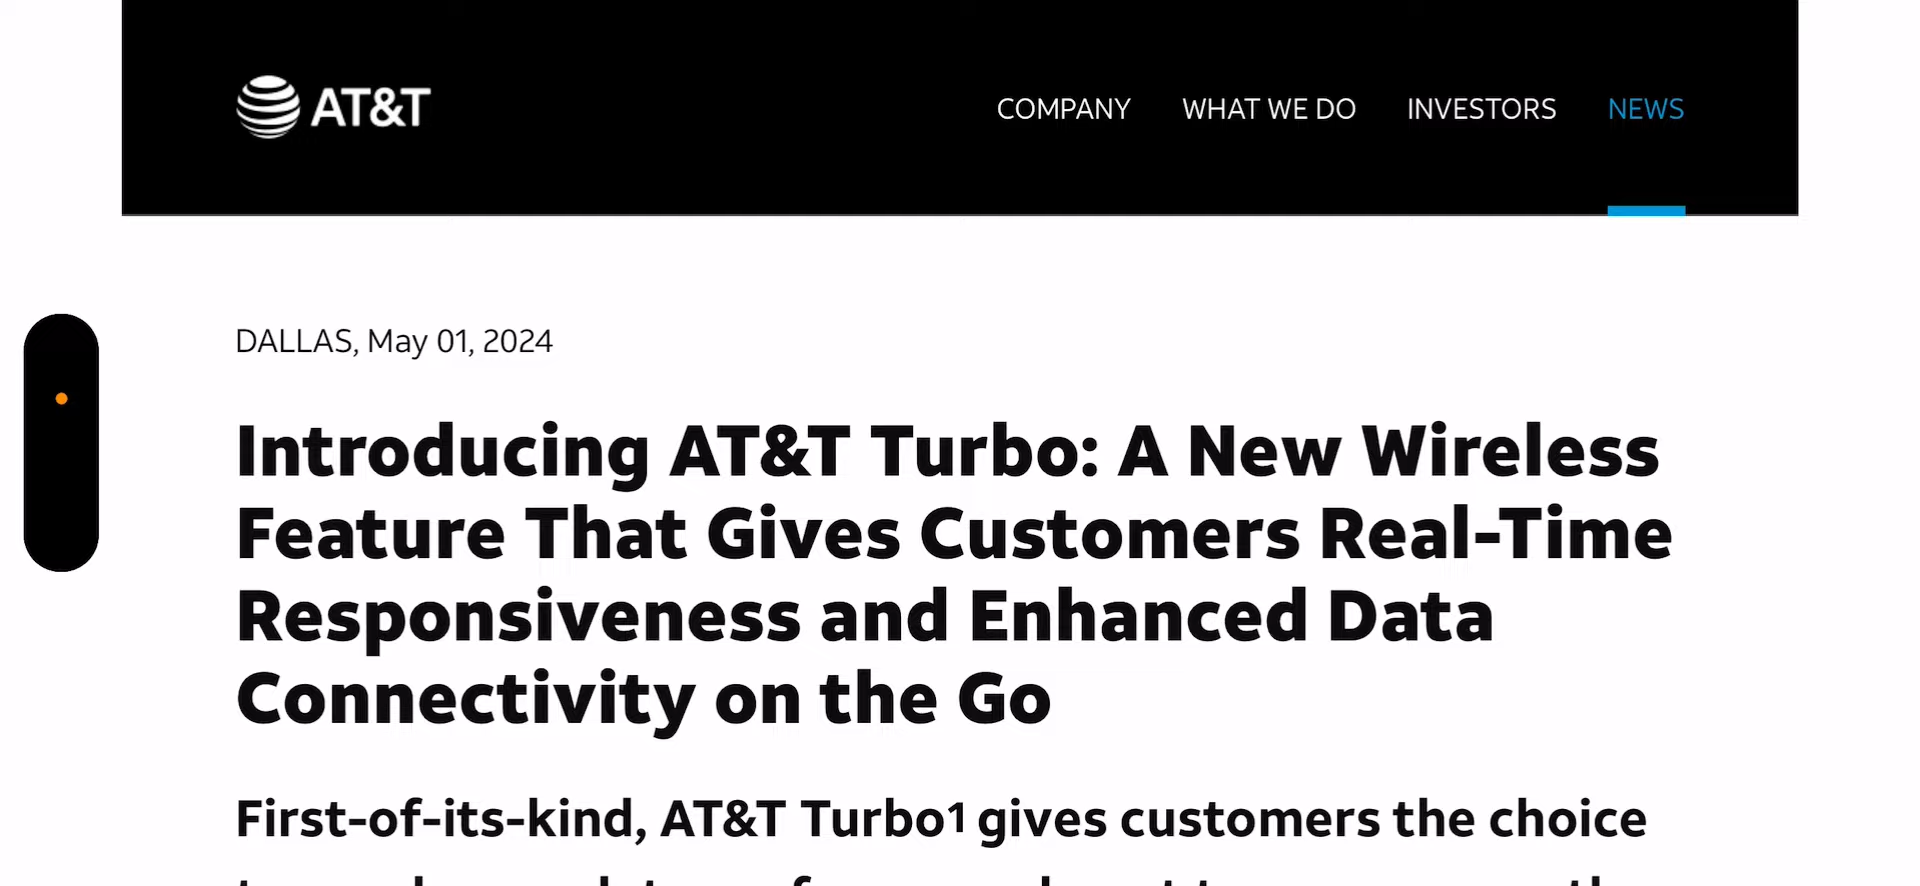 AT&T
COMPANY WHAT WE DO INVESTORS NEWS
DALLAS, May 01, 2024
Introducing AT&T Turbo: A New Wireless
Feature That Gives Customers Real-Time
Responsiveness and Enhanced Data
Connectivity on the Go
First-of-its-kind, AT&T Turbo1 gives customers the choice